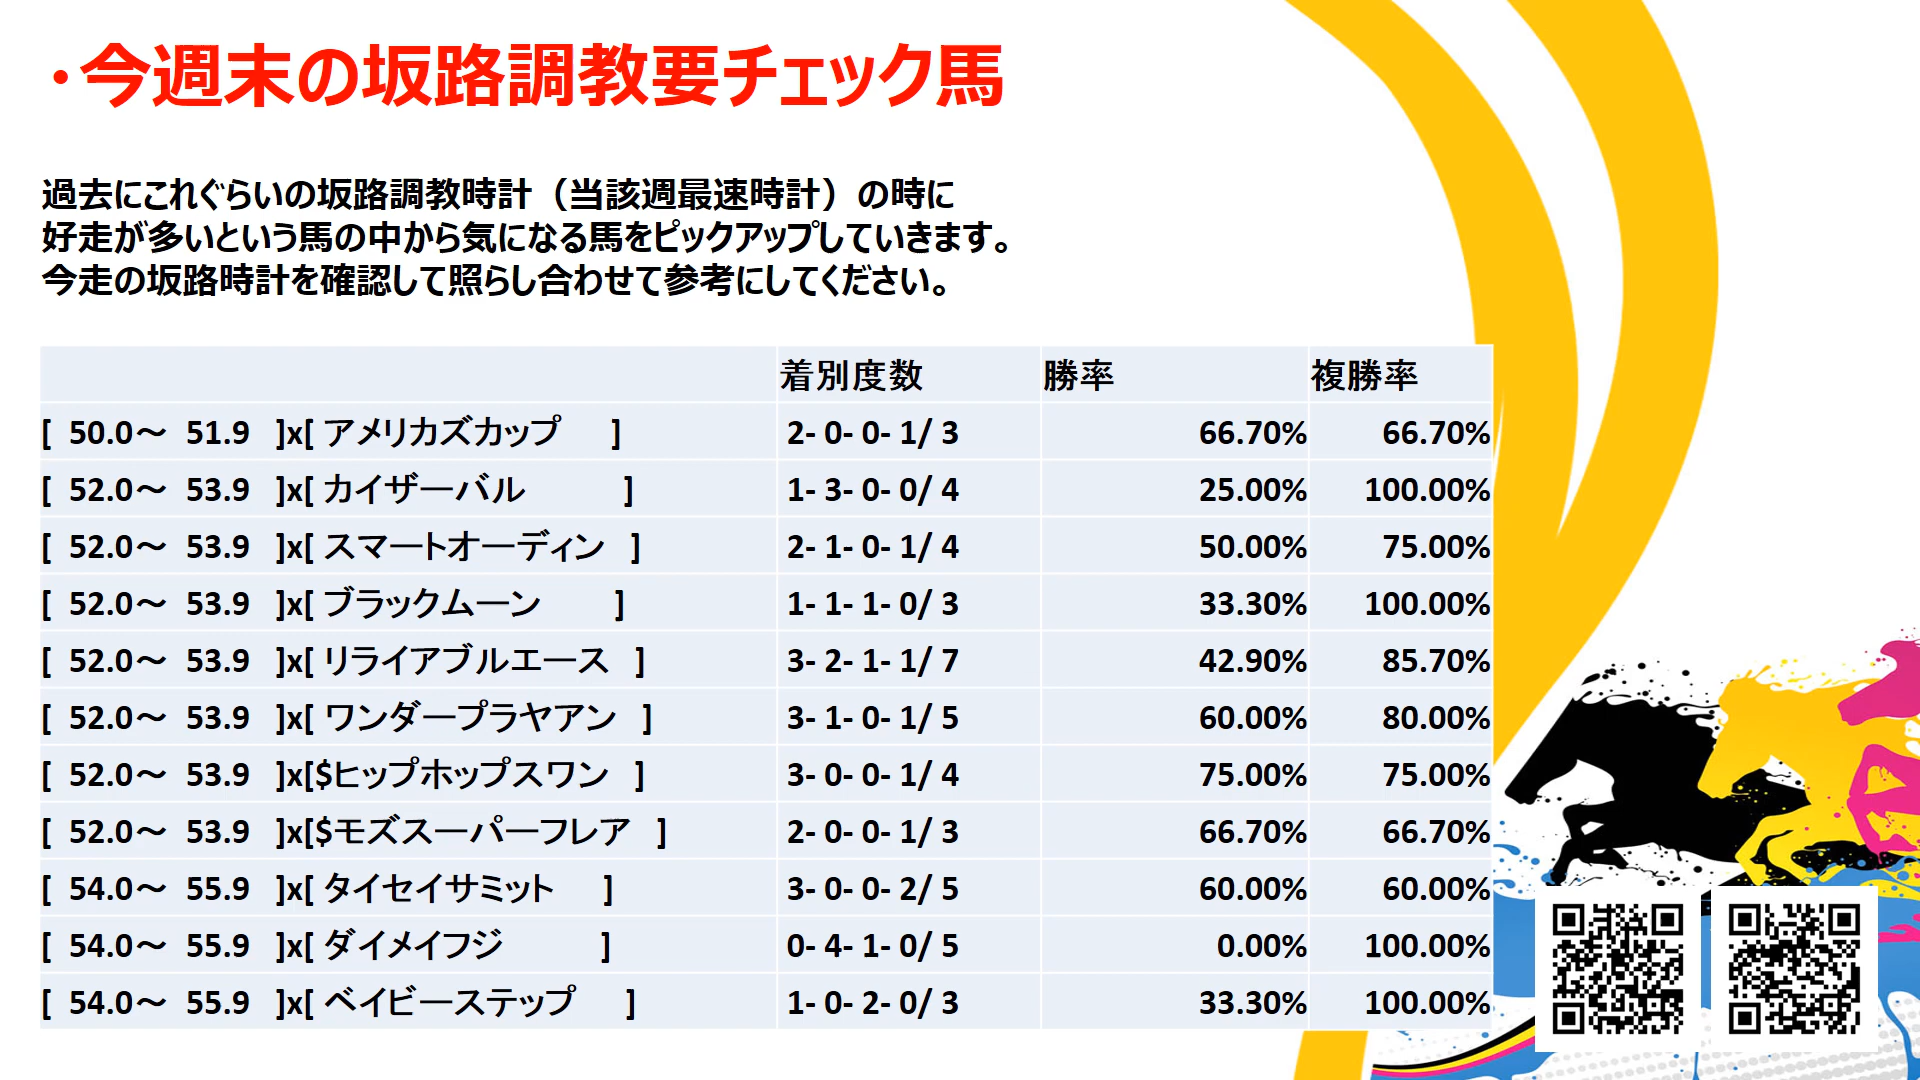 ・今週末の坂路調教要チェック馬
過去にこれぐらいの坂路調教時計（当該週最速時計）の時に
好走が多いという馬の中から気になる馬をピックアップしていきます。
今走の坂路時計を確認して照らし合わせて参考にしてください。
着別度数 勝率 複勝率
[ 50.0～ 51.9 ]x[ アメリカズカップ ] 2- 0- 0- 1/ 3 66.70% 66.70%
[ 52.0～ 53.9 ]x[ カイザーバル ] 1- 3- 0- 0/ 4 25.00% 100.00%
[ 52.0～ 53.9 ]x[ スマートオーディン ] 2- 1- 0- 1/ 4 50.00% 75.00%
[ 52.0～ 53.9 ]x[ ブラックムーン ] 1- 1- 1- 0/ 3 33.30% 100.00%
[ 52.0～ 53.9 ]x[ リライアブルエース ] 3- 2- 1- 1/ 7 42.90% 85.70%
[ 52.0～ 53.9 ]x[ ワンダープラヤアン ] 3- 1- 0- 1/ 5 60.00% 80.00%
[ 52.0～ 53.9 ]x[$ヒップホップスワン ] 3- 0- 0- 1/ 4 75.00% 75.00%
[ 52.0～ 53.9 ]x[$モズスーパーフレア ] 2- 0- 0- 1/ 3 66.70% 66.70%
[ 54.0～ 55.9 ]x[ タイセイサミット ] 3- 0- 0- 2/ 5 60.00% 60.00%
[ 54.0～ 55.9 ]x[ ダイメイフジ ] 0- 4- 1- 0/ 5 0.00% 100.00%
[ 54.0～ 55.9 ]x[ ベイビーステップ ] 1- 0- 2- 0/ 3 33.30% 100.00%